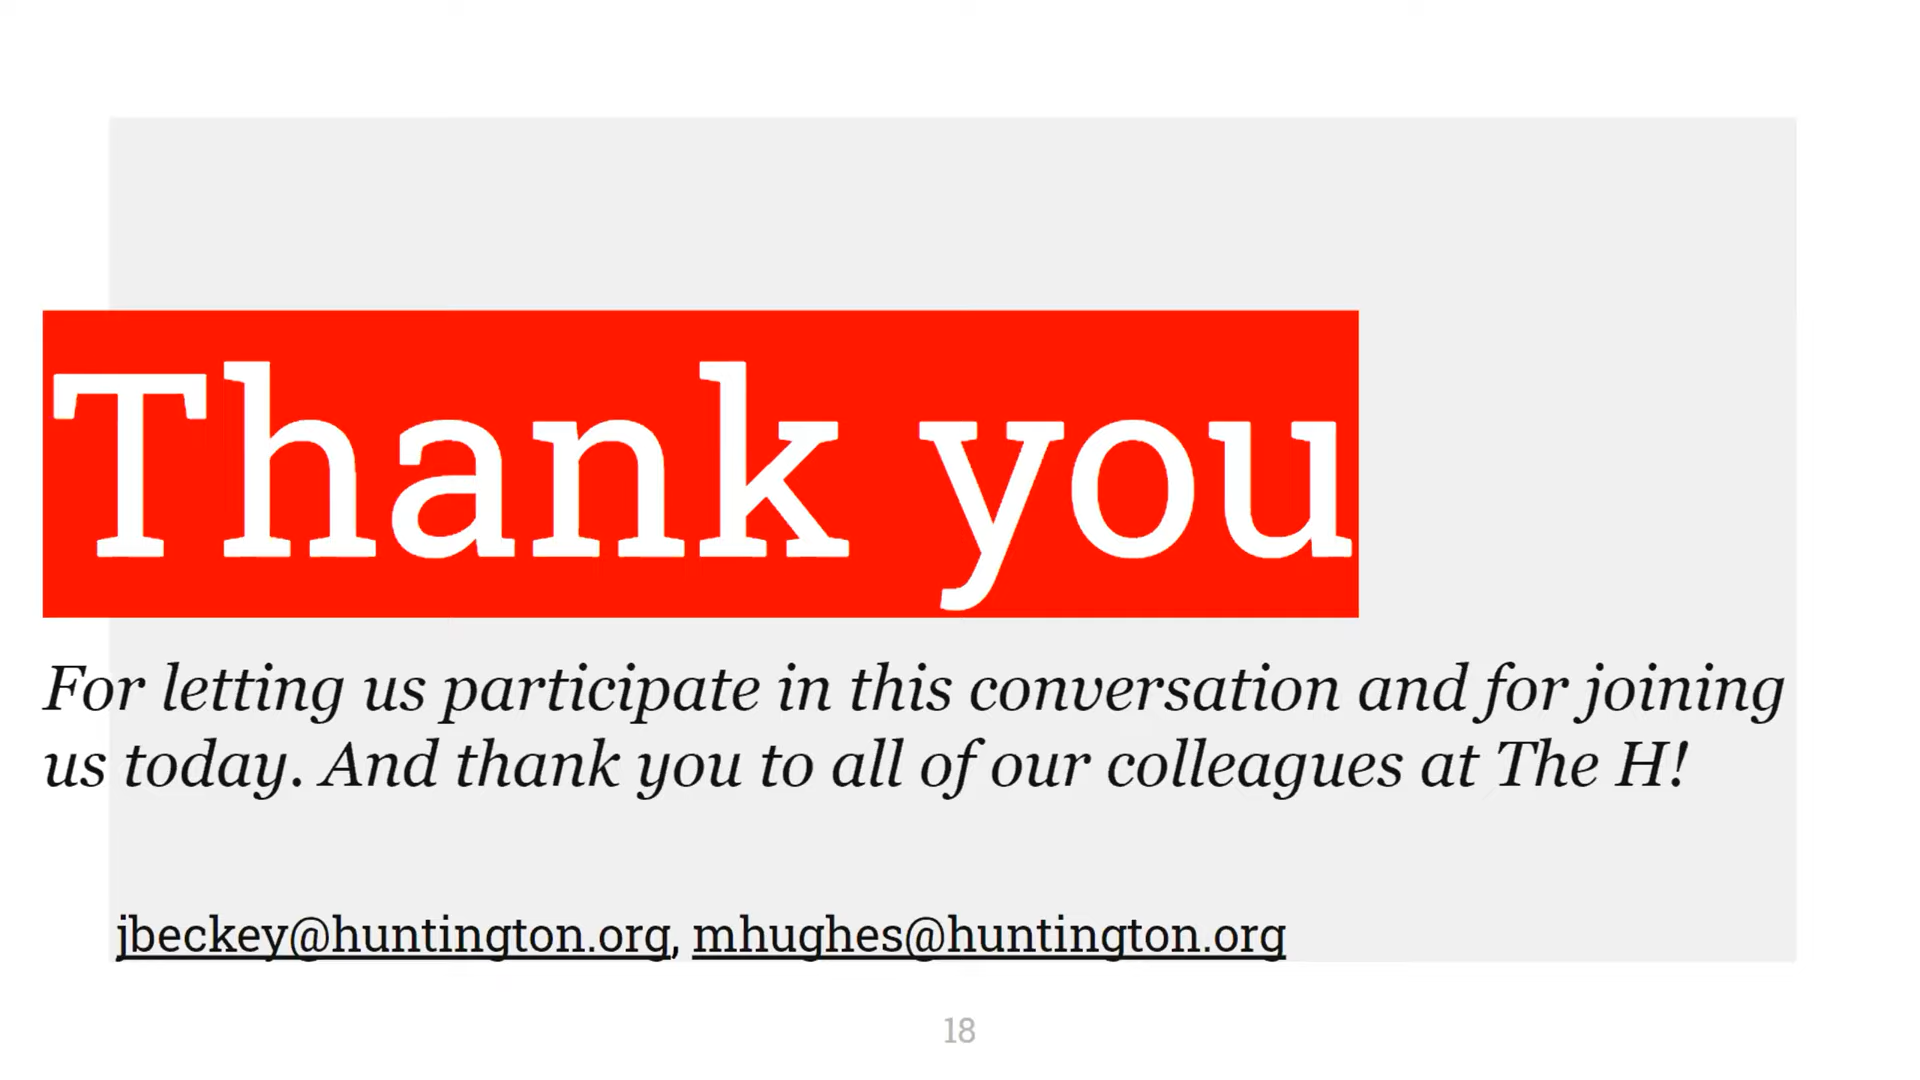 Thank you
For letting us participate in this conversation and for joining
us today. And thank you to all of our colleagues at The H!
jbeckey@huntington.org, mhughes@huntington.org
18